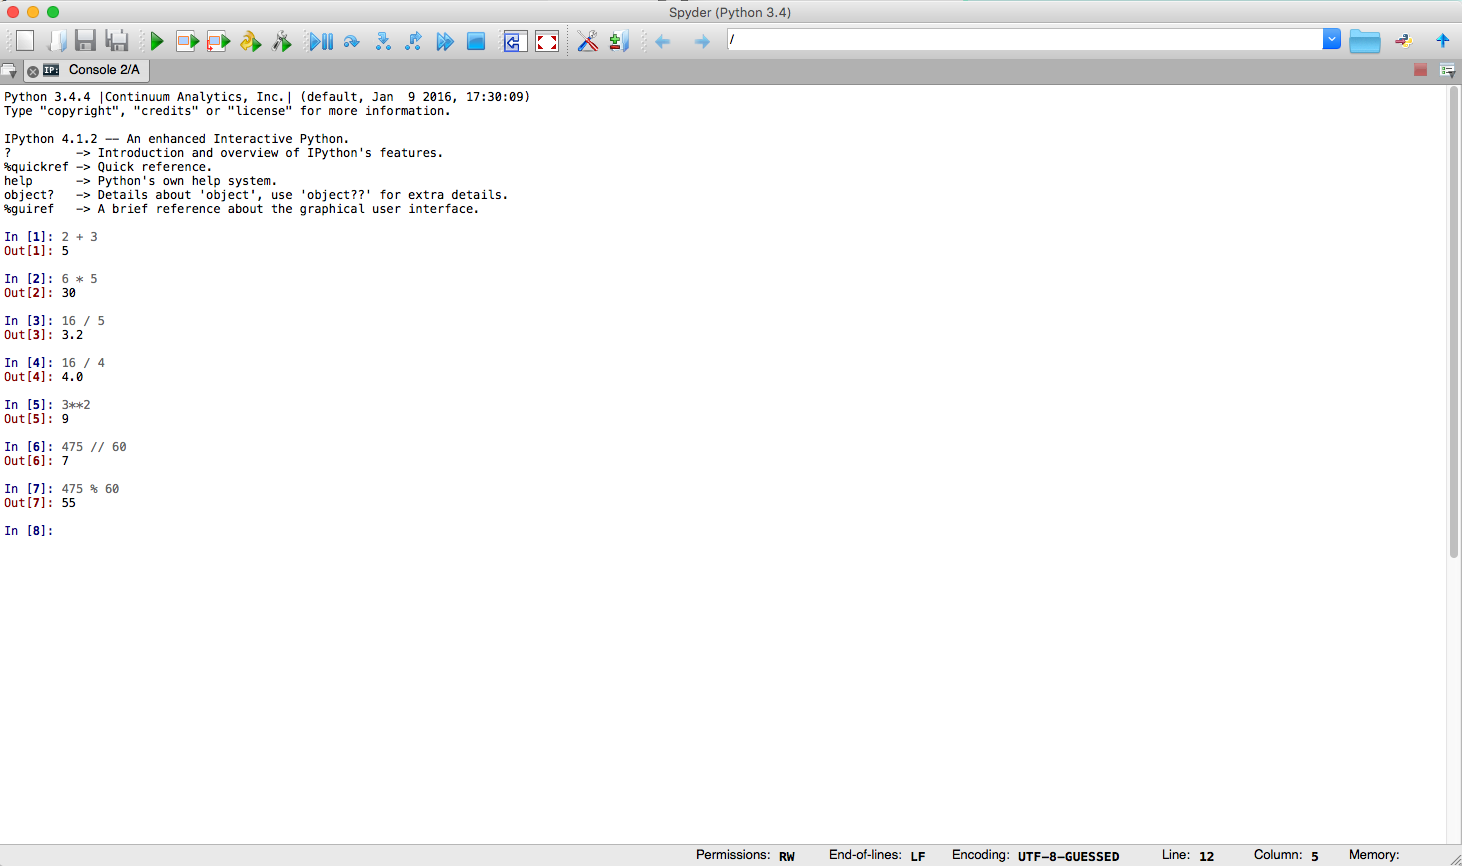 Spyder (Python 3.4)
/
IP: Console 2/A
Python 3.4.4 |Continuum Analytics, Inc.| (default, Jan  9 2016, 17:30:09)
Type "copyright", "credits" or "license" for more information.
IPython 4.1.2 -- An enhanced Interactive Python.
?         -> Introduction and overview of IPython's features.
%quickref -> Quick reference.
help      -> Python's own help system.
object?   -> Details about 'object', use 'object??' for extra details.
%guiref   -> A brief reference about the graphical user interface.
In [1]: 2 + 3
Out[1]: 5
In [2]: 6 * 5
Out[2]: 30
In [3]: 16 / 5
Out[3]: 3.2
In [4]: 16 / 4
Out[4]: 4.0
In [5]: 3**2
Out[5]: 9
In [6]: 475 // 60
Out[6]: 7
In [7]: 475 % 60
Out[7]: 55
In [8]:
Permissions: RW End-of-lines: LF Encoding: UTF-8-GUESSED Line: 12 Column: 5 Memory: